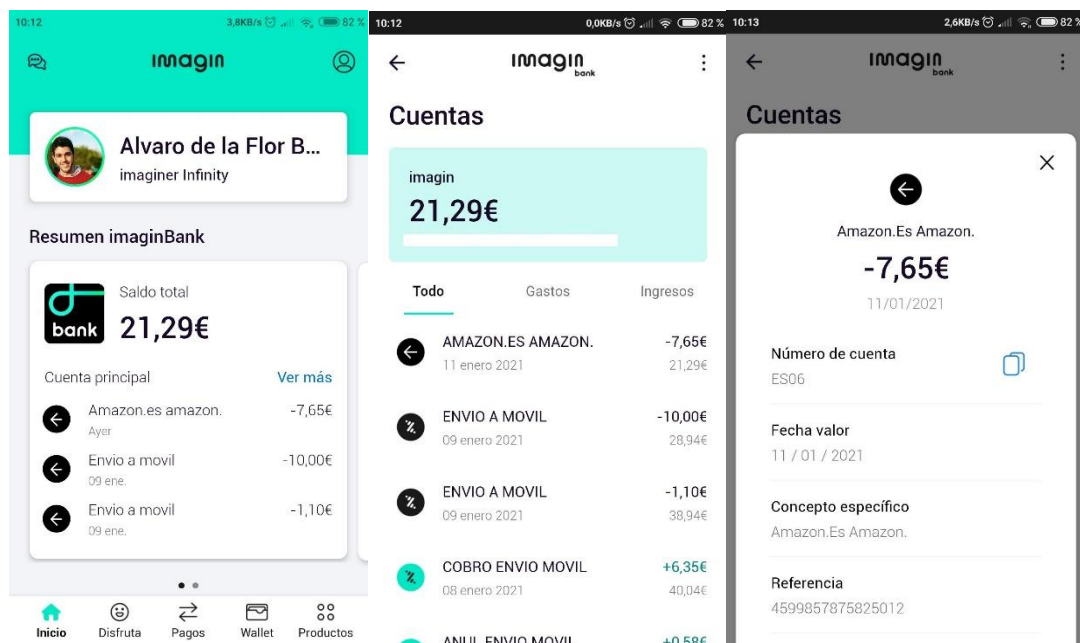 10:12
3,8KB/s
82 %
imagin
Alvaro de la Flor B...
imaginer Infinity
Resumen imaginBank
bank
Saldo total
21,29€
Cuenta principal
Ver más
Amazon.es amazon.
-7,65€
Ayer
Envio a movil
-10,00€
09 ene.
Envio a movil
-1,10€
09 ene.
Inicio
Disfruta
Pagos
Wallet
Productos
10:12
0,0KB/s
82 %
imagin
bank
Cuentas
imagin
21,29€
Todo
Gastos
Ingresos
AMAZON.ES AMAZON.
-7,65€
11 enero 2021
21,29€
ENVIO A MOVIL
-10,00€
09 enero 2021
28,94€
ENVIO A MOVIL
-1,10€
09 enero 2021
38,94€
COBRO ENVIO MOVIL
+6,35€
08 enero 2021
40,04€
ANUL ENVIO MOVIL
+0,58€
10:13
2,6KB/s
82 %
imagin
bank
Cuentas
Amazon.Es Amazon.
-7,65€
11/01/2021
Número de cuenta
ES06
Fecha valor
11 / 01 / 2021
Concepto específico
Amazon.Es Amazon.
Referencia
4599857875825012